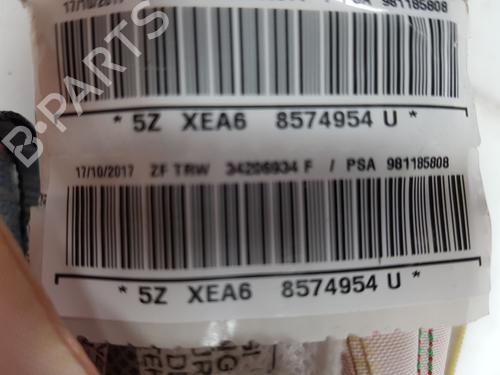 17/10/2017 PSA 981185808
* 5Z XEA6 8574954 U *
17/10/2017 ZF TRW 34206934 F / PSA 981185808
* 5Z XEA6 8574954 U *
B-PARTS